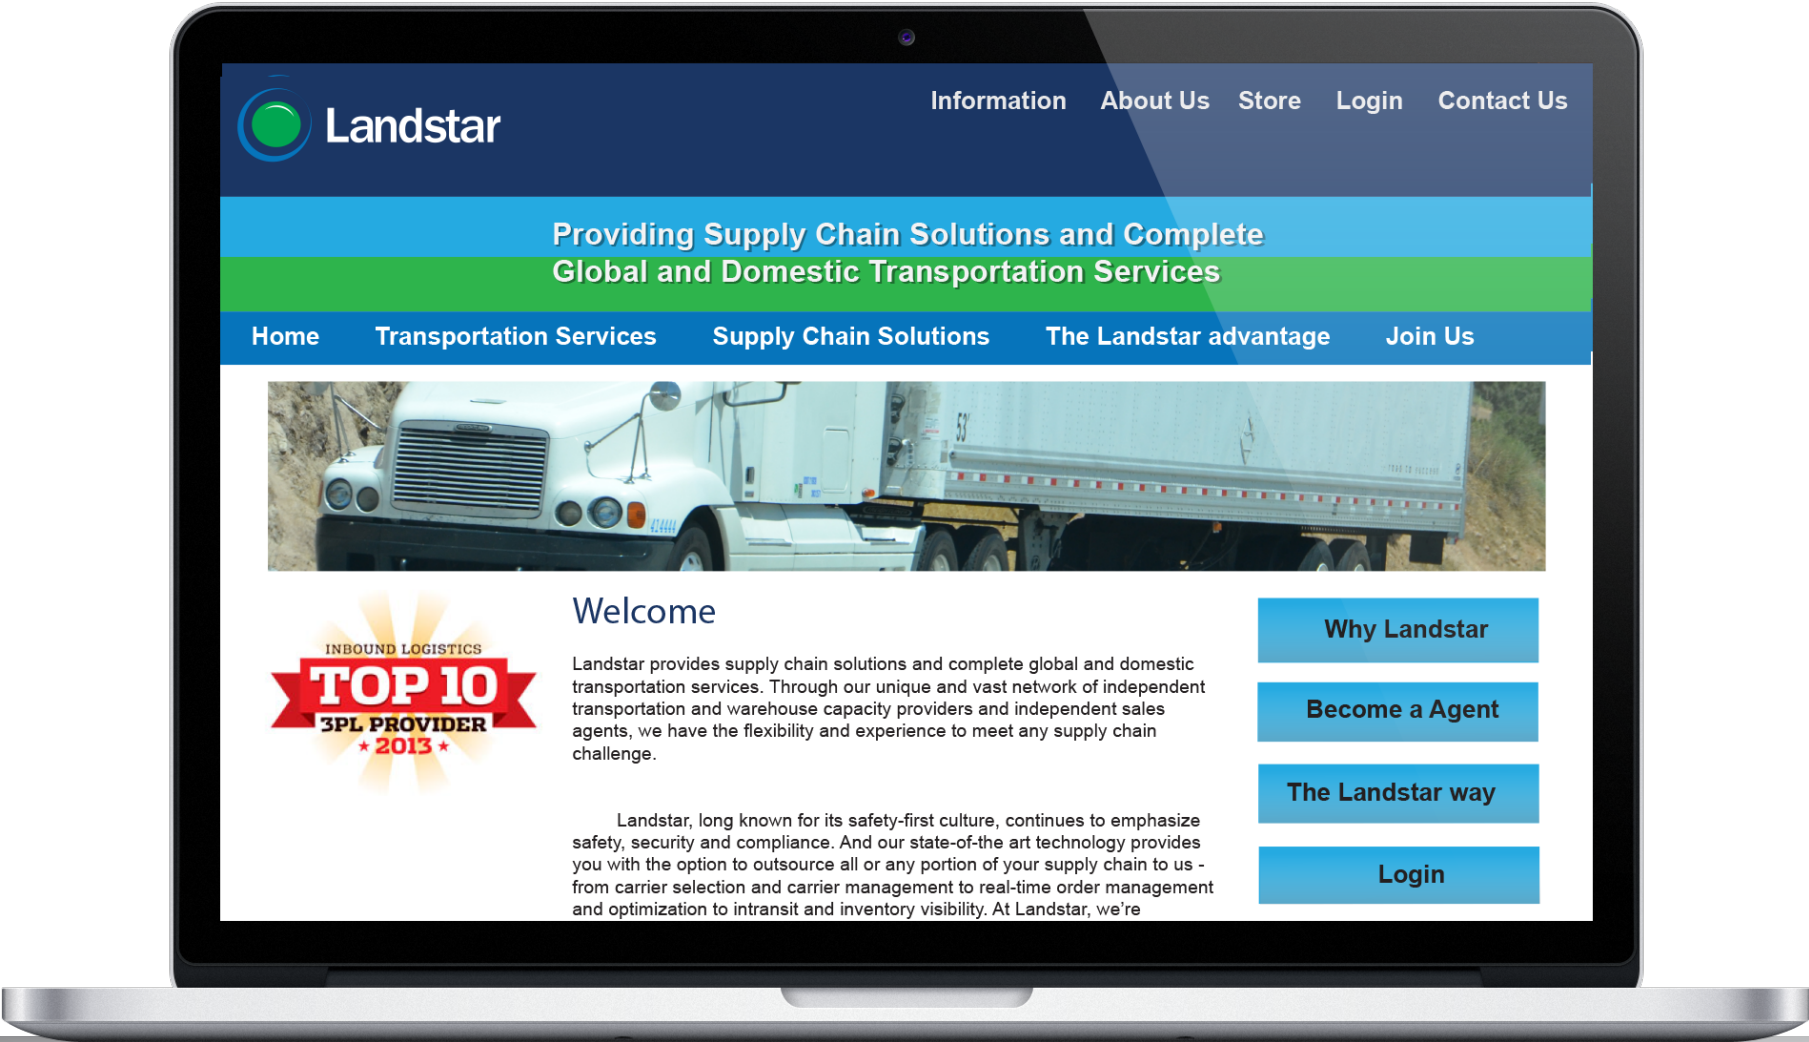 Landstar
Information About Us Store Login Contact Us
Providing Supply Chain Solutions and Complete
Global and Domestic Transportation Services
Home Transportation Services Supply Chain Solutions The Landstar advantage Join Us
53'
INBOUND LOGISTICS
TOP 10
3PL PROVIDER
2013
Welcome
Landstar provides supply chain solutions and complete global and domestic
transportation services. Through our unique and vast network of independent
transportation and warehouse capacity providers and independent sales
agents, we have the flexibility and experience to meet any supply chain
challenge.
Landstar, long known for its safety-first culture, continues to emphasize
safety, security and compliance. And our state-of-the art technology provides
you with the option to outsource all or any portion of your supply chain to us -
from carrier selection and carrier management to real-time order management
and optimization to intransit and inventory visibility. At Landstar, we’re
Why Landstar
Become a Agent
The Landstar way
Login